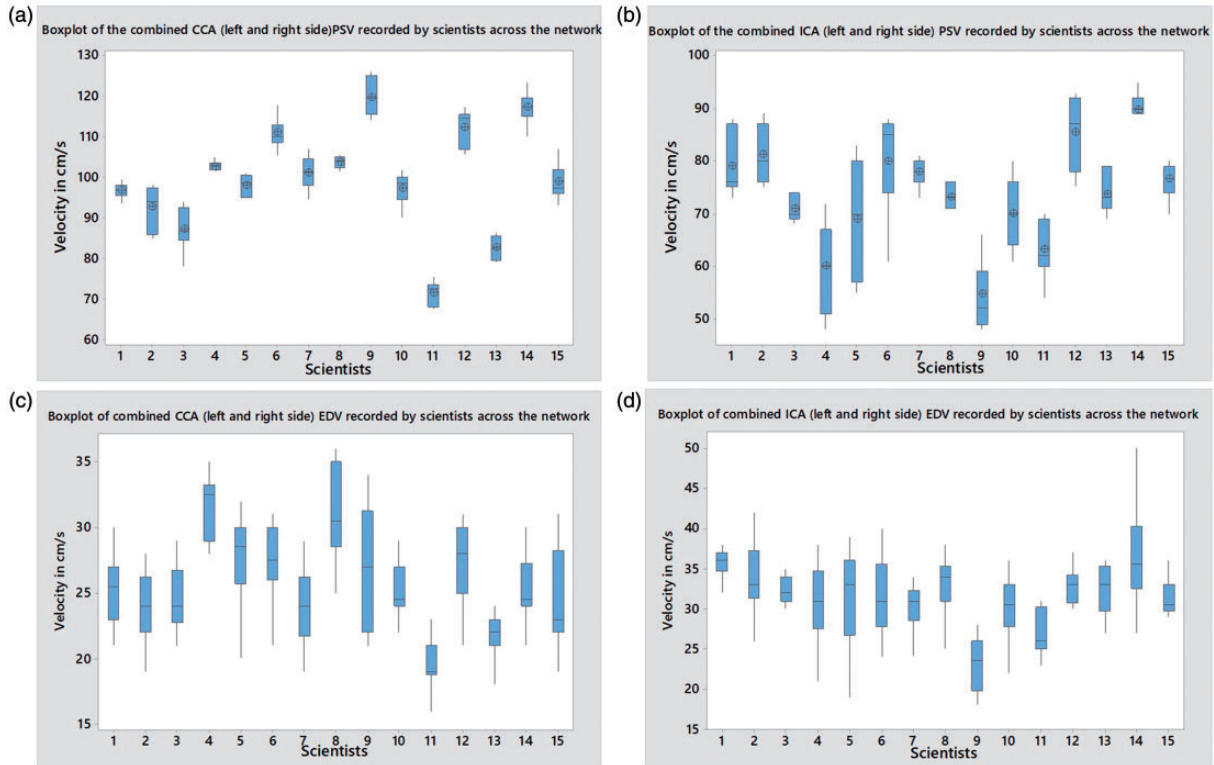 (a)
Boxplot of the combined CCA (left and right side)PSV recorded by scientists across the network
Velocity in cm/s
130
120
110
100
90
80
70
60
1 2 3 4 5 6 7 8 9 10 11 12 13 14 15
Scientists
(b)
Boxplot of the combined ICA (left and right side) PSV recorded by scientists across the network
Velocity in cm/s
100
90
80
70
60
50
1 2 3 4 5 6 7 8 9 10 11 12 13 14 15
Scientists
(c)
Boxplot of combined CCA (left and right side) EDV recorded by scientists across the network
Velocity in cm/s
35
30
25
20
15
1 2 3 4 5 6 7 8 9 10 11 12 13 14 15
Scientists
(d)
Boxplot of combined ICA (left and right side) EDV recorded by scientists across the network
Velocity in cm/s
50
45
40
35
30
25
20
15
1 2 3 4 5 6 7 8 9 10 11 12 13 14 15
Scientists